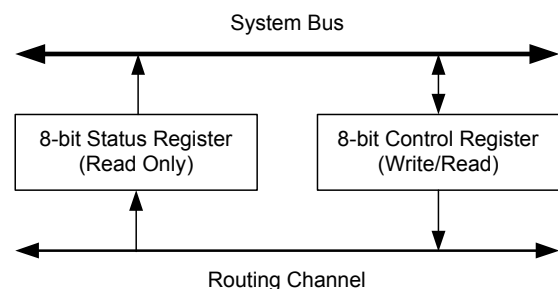 System Bus
8-bit Status Register
(Read Only)
8-bit Control Register
(Write/Read)
Routing Channel